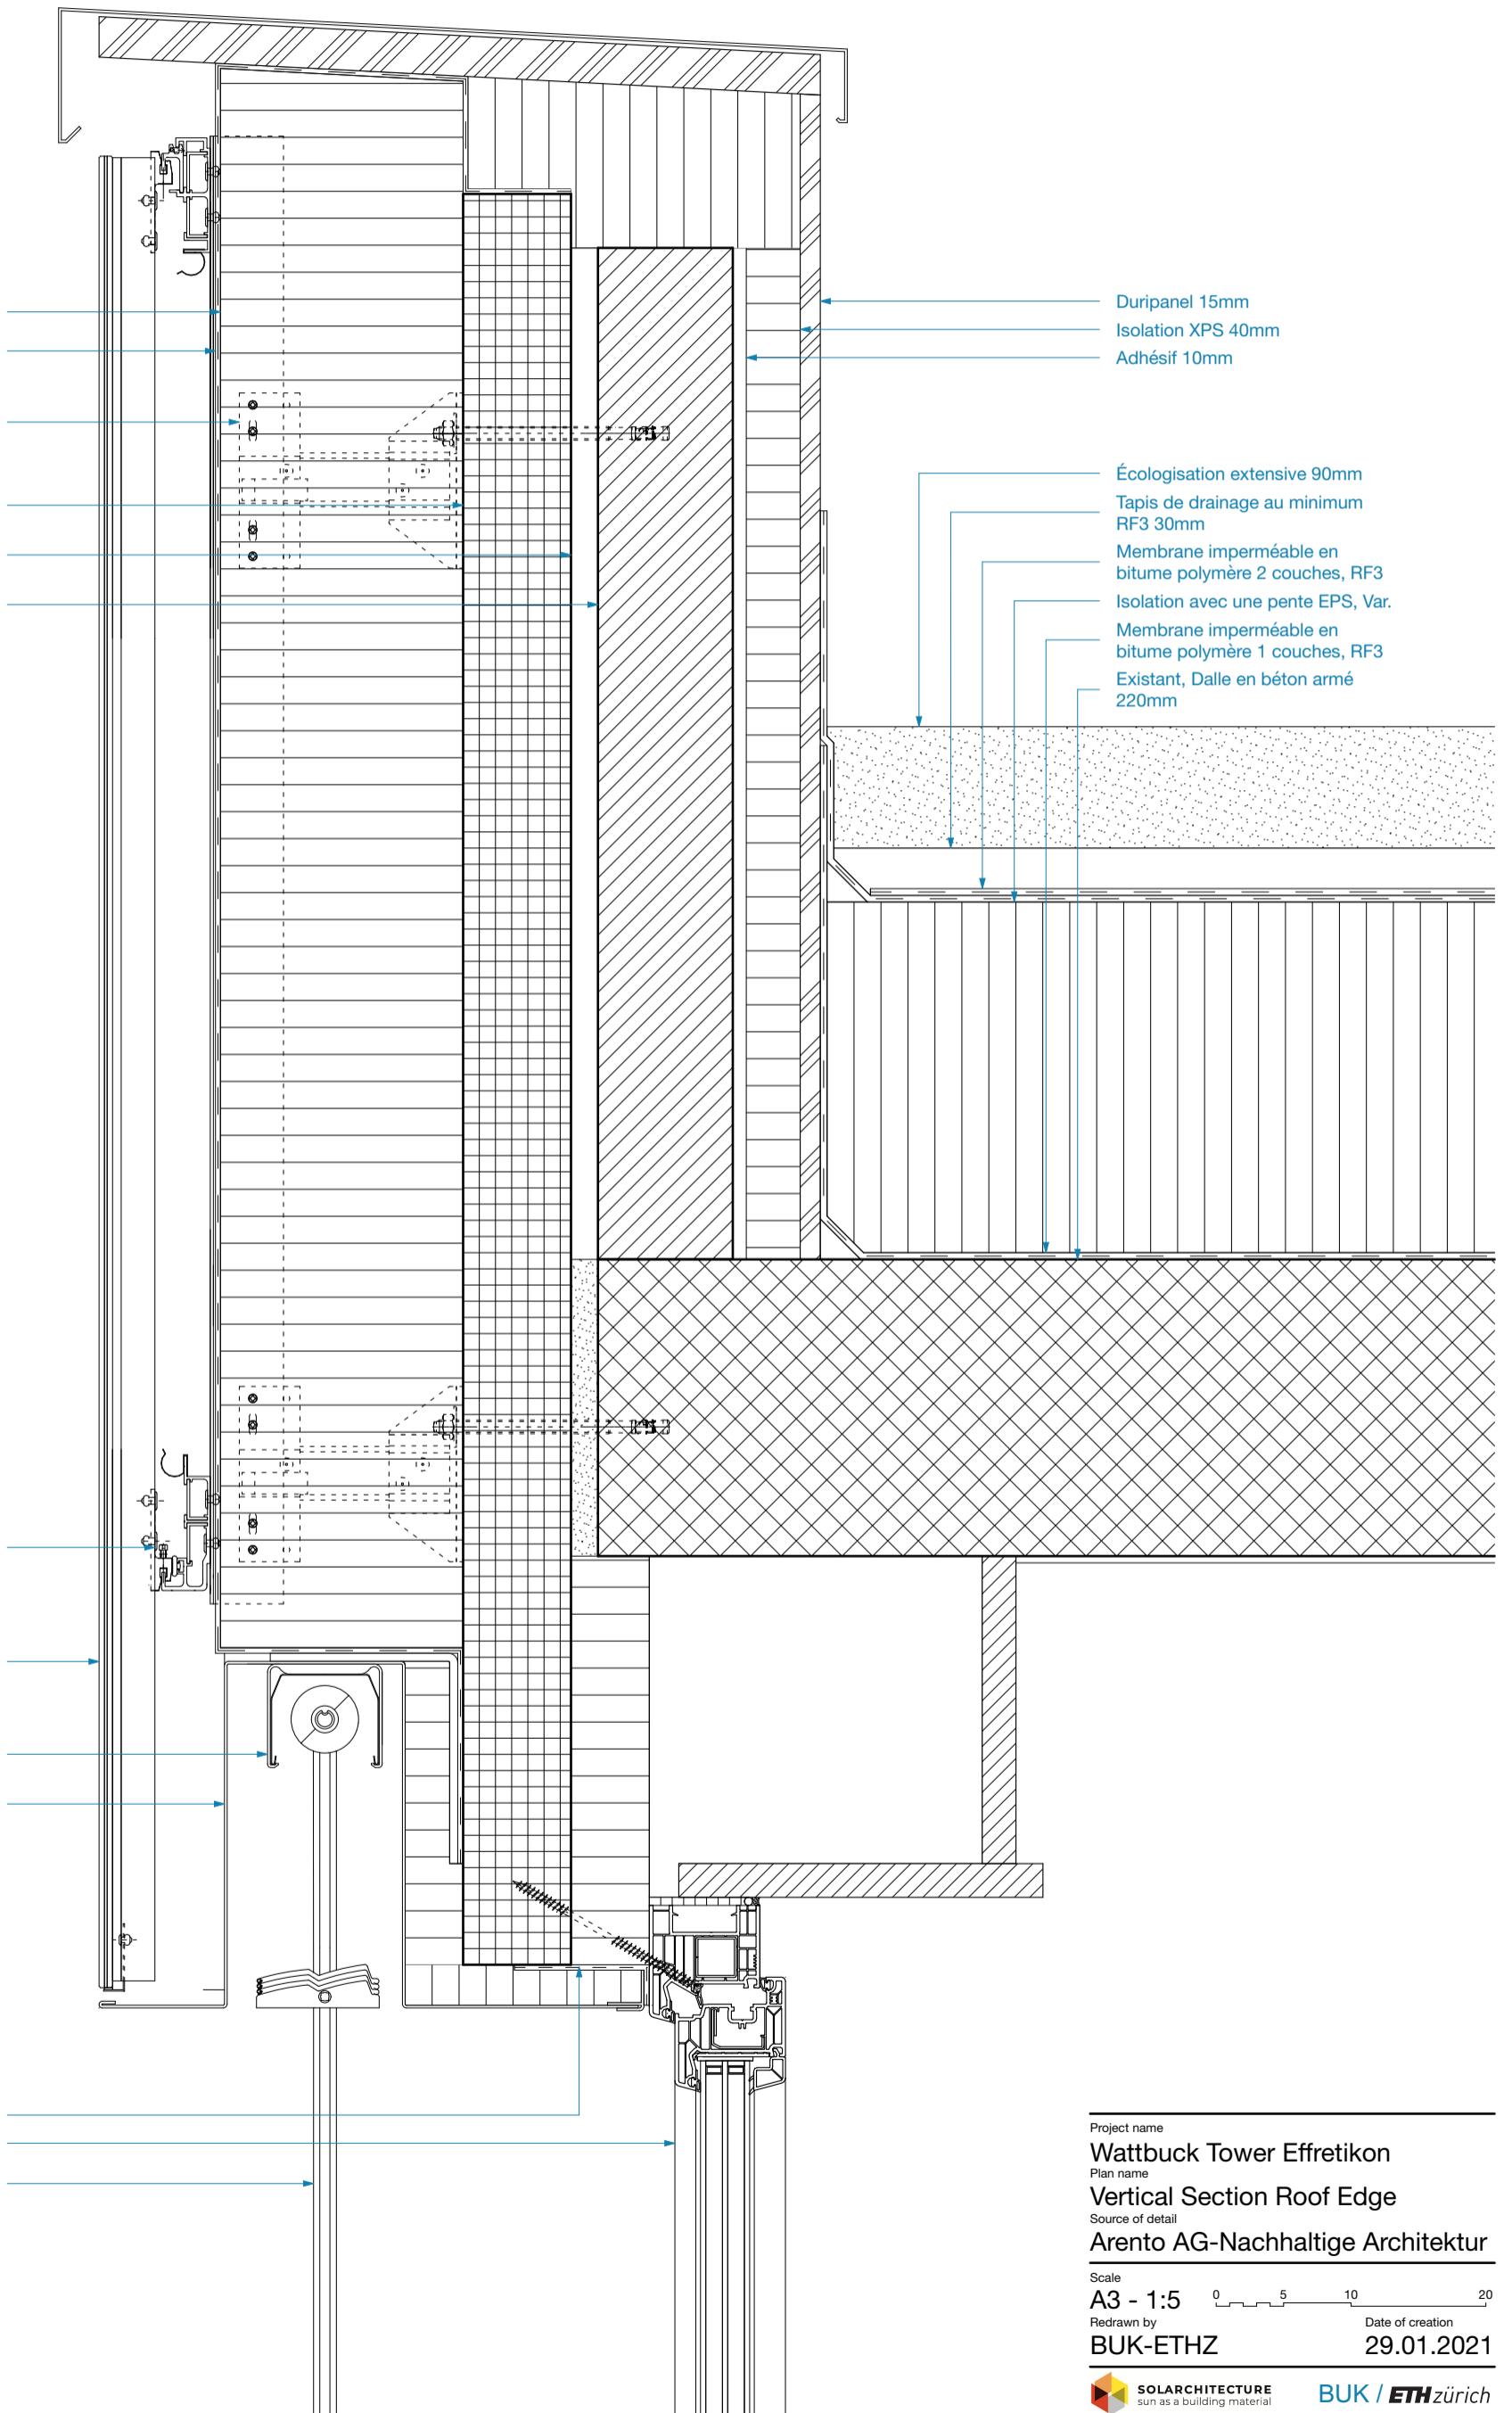 Duripanel 15mm
Isolation XPS 40mm
Adhésif 10mm
Écologisation extensive 90mm
Tapis de drainage au minimum
RF3 30mm
Membrane imperméable en
bitume polymère 2 couches, RF3
Isolation avec une pente EPS, Var.
Membrane imperméable en
bitume polymère 1 couches, RF3
Existant, Dalle en béton armé
220mm
Project name
Wattbuck Tower Effretikon
Plan name
Vertical Section Roof Edge
Source of detail
Arento AG-Nachhaltige Architektur
Scale
A3 - 1:5
0 5 10 20
Redrawn by
BUK-ETHZ
Date of creation
29.01.2021
SOLARCHITECTURE
sun as a building material
BUK / ETH zürich